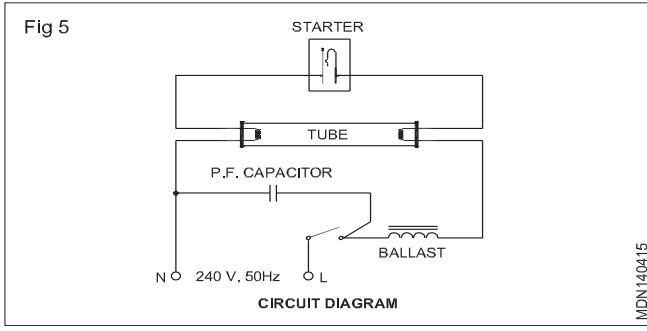 Fig 5
STARTER
TUBE
P.F. CAPACITOR
BALLAST
N 240 V, 50Hz L
CIRCUIT DIAGRAM
MDN140415